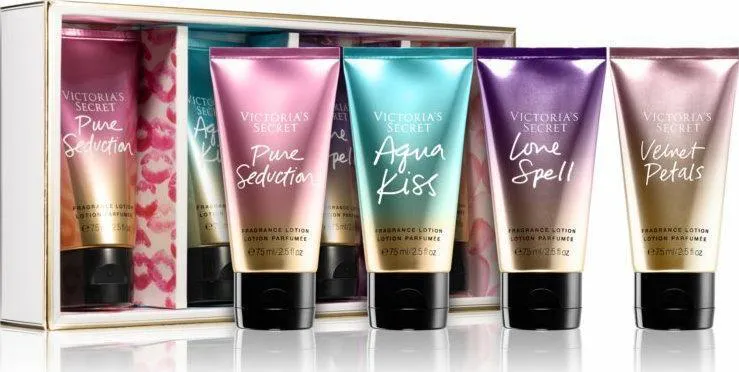 VICTORIA'S
SECRET
Pure
Seduction
FRAGRANCE LOTION
LOTION PARFUMÉE
℮75 ml/2.5 fl oz
Aqua
Kiss
Spell
VICTORIA'S
SECRET
Pure
Seduction
FRAGRANCE LOTION
LOTION PARFUMÉE
℮75 ml/2.5 fl oz
VICTORIA'S
SECRET
Aqua
Kiss
FRAGRANCE LOTION
LOTION PARFUMÉE
℮75 ml/2.5 fl oz
VICTORIA'S
SECRET
Love
Spell
FRAGRANCE LOTION
LOTION PARFUMÉE
℮75 ml/2.5 fl oz
VICTORIA'S
SECRET
Velvet
Petals
FRAGRANCE LOTION
LOTION PARFUMÉE
℮75 ml/2.5 fl oz